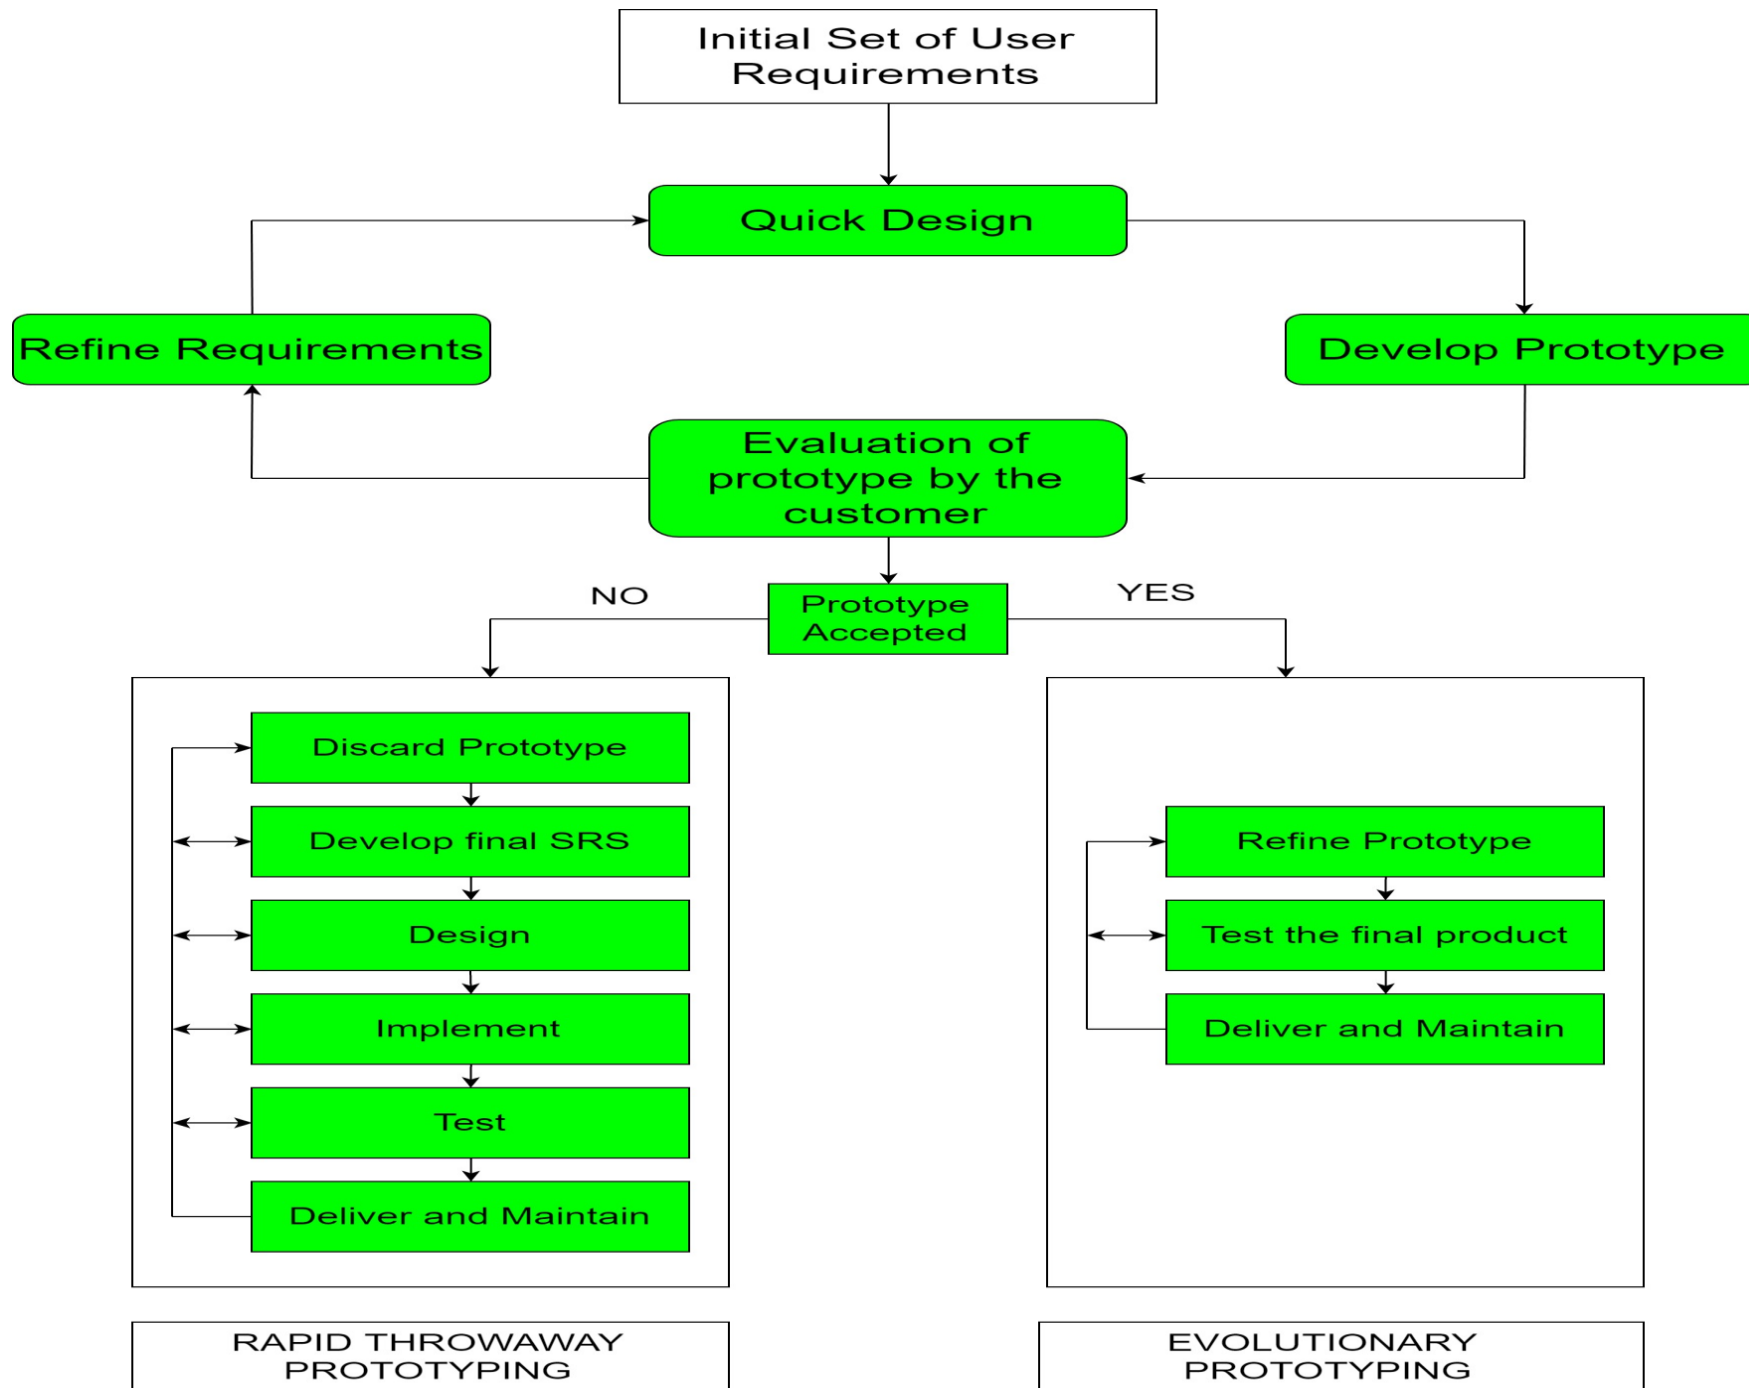 Initial Set of User
Requirements
Quick Design
Refine Requirements
Develop Prototype
Evaluation of
prototype by the
customer
NO
YES
Prototype
Accepted
Discard Prototype
Develop final SRS
Design
Implement
Test
Deliver and Maintain
Refine Prototype
Test the final product
Deliver and Maintain
RAPID THROWAWAY
PROTOTYPING
EVOLUTIONARY
PROTOTYPING